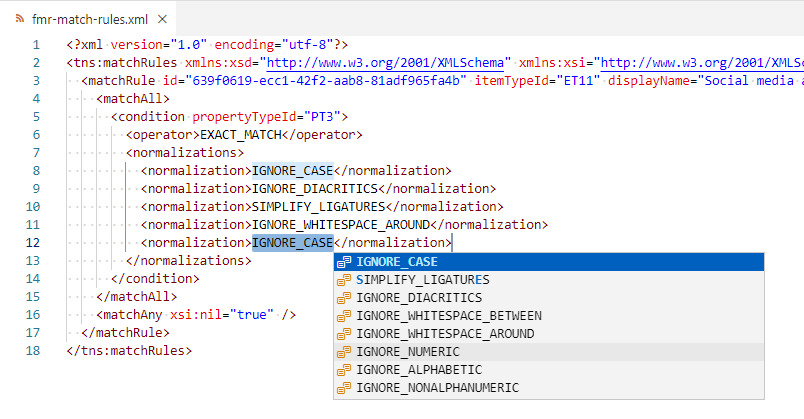 fmr-match-rules.xml
1 <?xml version="1.0" encoding="utf-8"?>
2 <tns:matchRules xmlns:xsd="http://www.w3.org/2001/XMLSchema" xmlns:xsi="http://www.w3.org/2001/XMLSc
3 <matchRule id="639f0619-ecc1-42f2-aab8-81adf965fa4b" itemTypeId="ET11" displayName="Social media a
4 <matchAll>
5 <condition propertyTypeId="PT3">
6 <operator>EXACT_MATCH</operator>
7 <normalizations>
8 <normalization>IGNORE_CASE</normalization>
9 <normalization>IGNORE_DIACRITICS</normalization>
10 <normalization>SIMPLIFY_LIGATURES</normalization>
11 <normalization>IGNORE_WHITESPACE_AROUND</normalization>
12 <normalization>IGNORE_CASE</normalization>
13 </normalizations>
14 </condition>
15 </matchAll>
16 <matchAny xsi:nil="true" />
17 </matchRule>
18 </tns:matchRules>
IGNORE_CASE
SIMPLIFY_LIGATURES
IGNORE_DIACRITICS
IGNORE_WHITESPACE_BETWEEN
IGNORE_WHITESPACE_AROUND
IGNORE_NUMERIC
IGNORE_ALPHABETIC
IGNORE_NONALPHANUMERIC